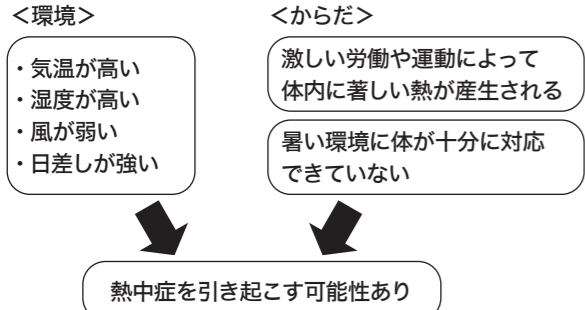 ＜環境＞
・気温が高い
・湿度が高い
・風が弱い
・日差しが強い
＜からだ＞
激しい労働や運動によって
体内に著しい熱が産生される
暑い環境に体が十分に対応
できていない
熱中症を引き起こす可能性あり